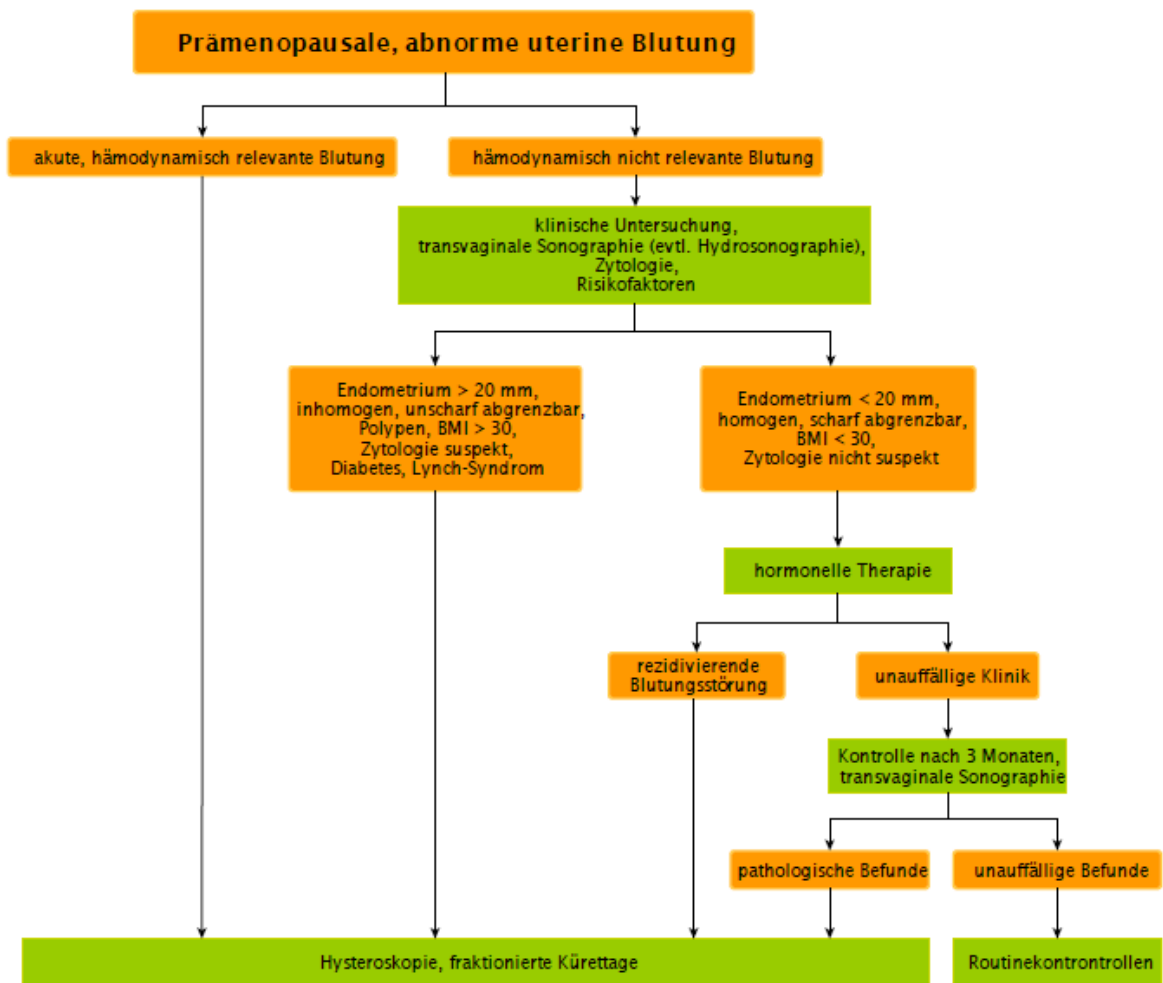 Prämenopausale, abnorme uterine Blutung
akute, hämodynamisch relevante Blutung
hämodynamisch nicht relevante Blutung
klinische Untersuchung,
transvaginale Sonographie (evtl. Hydrosonographie),
Zytologie,
Risikofaktoren
Endometrium > 20 mm,
inhomogen, unscharf abgrenzbar,
Polypen, BMI > 30,
Zytologie suspekt,
Diabetes, Lynch-Syndrom
Endometrium < 20 mm,
homogen, scharf abgrenzbar,
BMI < 30,
Zytologie nicht suspekt
hormonelle Therapie
rezidivierende
Blutungsstörung
unauffällige Klinik
Kontrolle nach 3 Monaten,
transvaginale Sonographie
pathologische Befunde
unauffällige Befunde
Hysteroskopie, fraktionierte Kürettage
Routinekontrontrollen